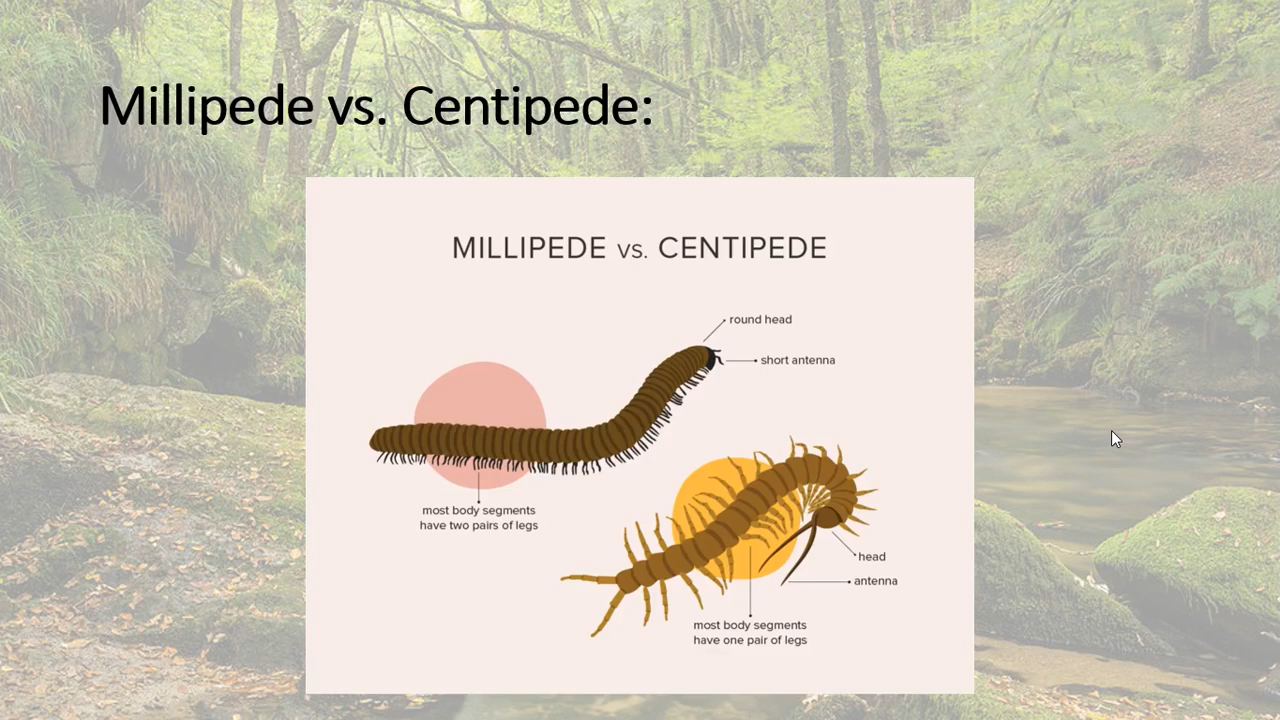 Millipede vs. Centipede:
MILLIPEDE vs. CENTIPEDE
round head
short antenna
most body segments
have two pairs of legs
head
antenna
most body segments
have one pair of legs